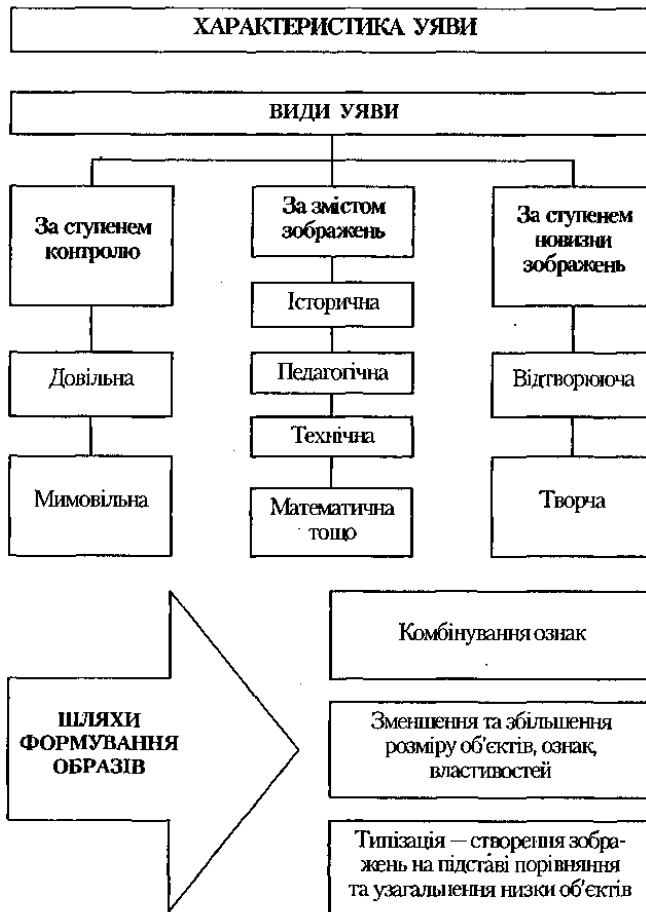 ХАРАКТЕРИСТИКА УЯВИ
ВИДИ УЯВИ
За ступенем
контролю
Довільна
Мимовільна
За змістом
зображень
Історична
Педагогічна
Технічна
Математична
тощо
За ступенем
новизни
зображень
Відтворююча
Творча
ШЛЯХИ
ФОРМУВАННЯ
ОБРАЗІВ
Комбінування ознак
Зменшення та збільшення
розміру об'єктів, ознак,
властивостей
Типізація — створення зобра-
жень на підставі порівняння
та узагальнення низки об'єктів